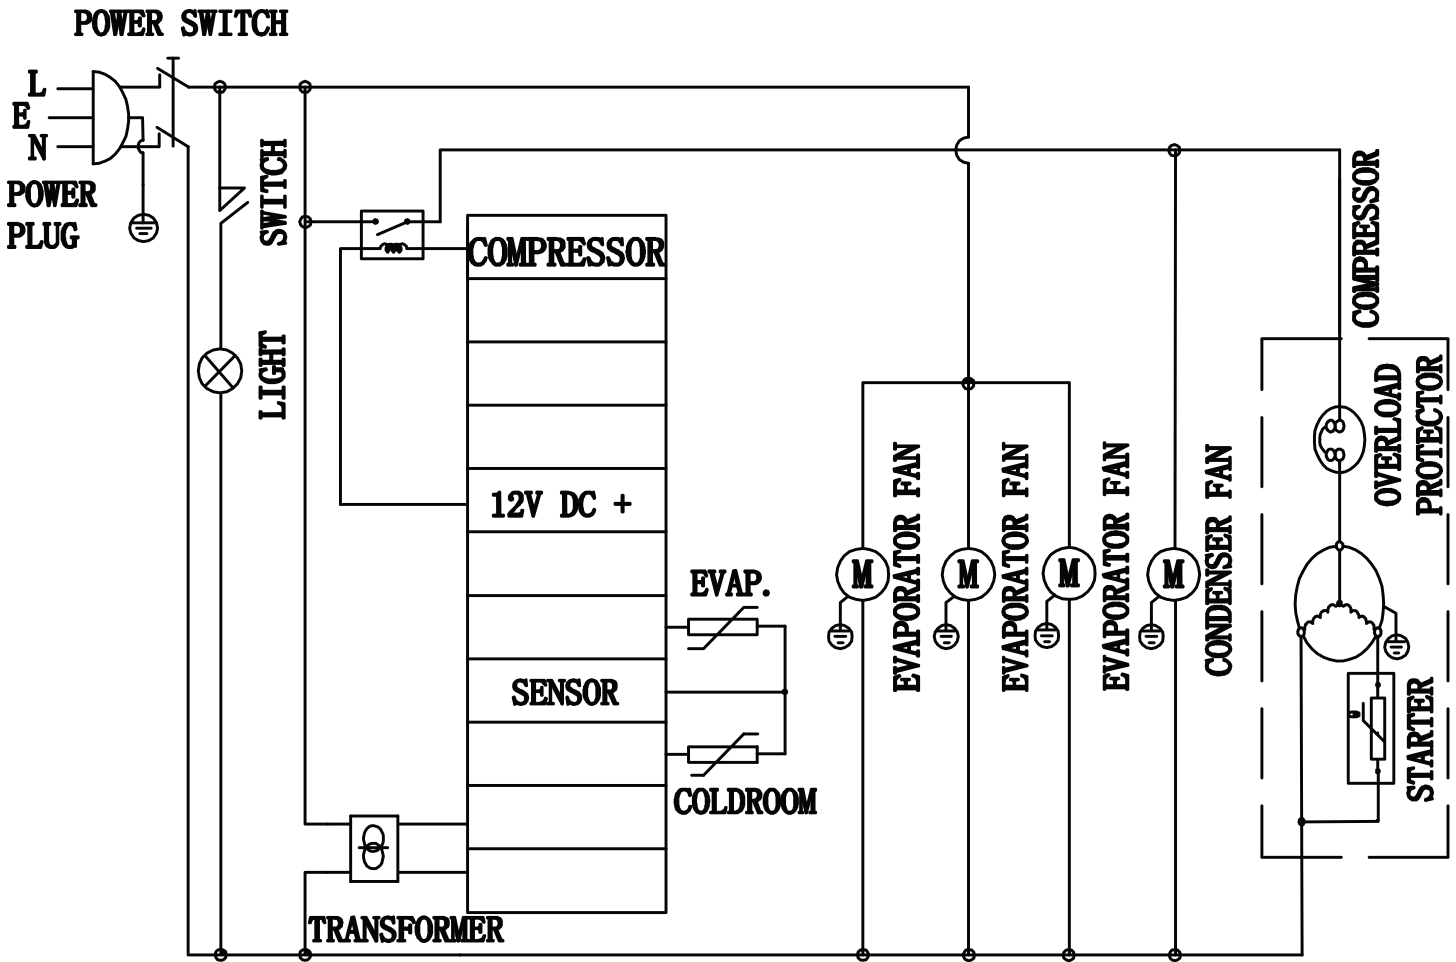 POWER SWITCH
L
E
N
POWER
PLUG
SWITCH
LIGHT
COMPRESSOR
12V DC +
SENSOR
EVAP.
COLDROOM
TRANSFORMER
M
EVAPORATOR FAN
M
EVAPORATOR FAN
M
EVAPORATOR FAN
M
CONDENSER FAN
COMPRESSOR
OVERLOAD
PROTECTOR
STARTER